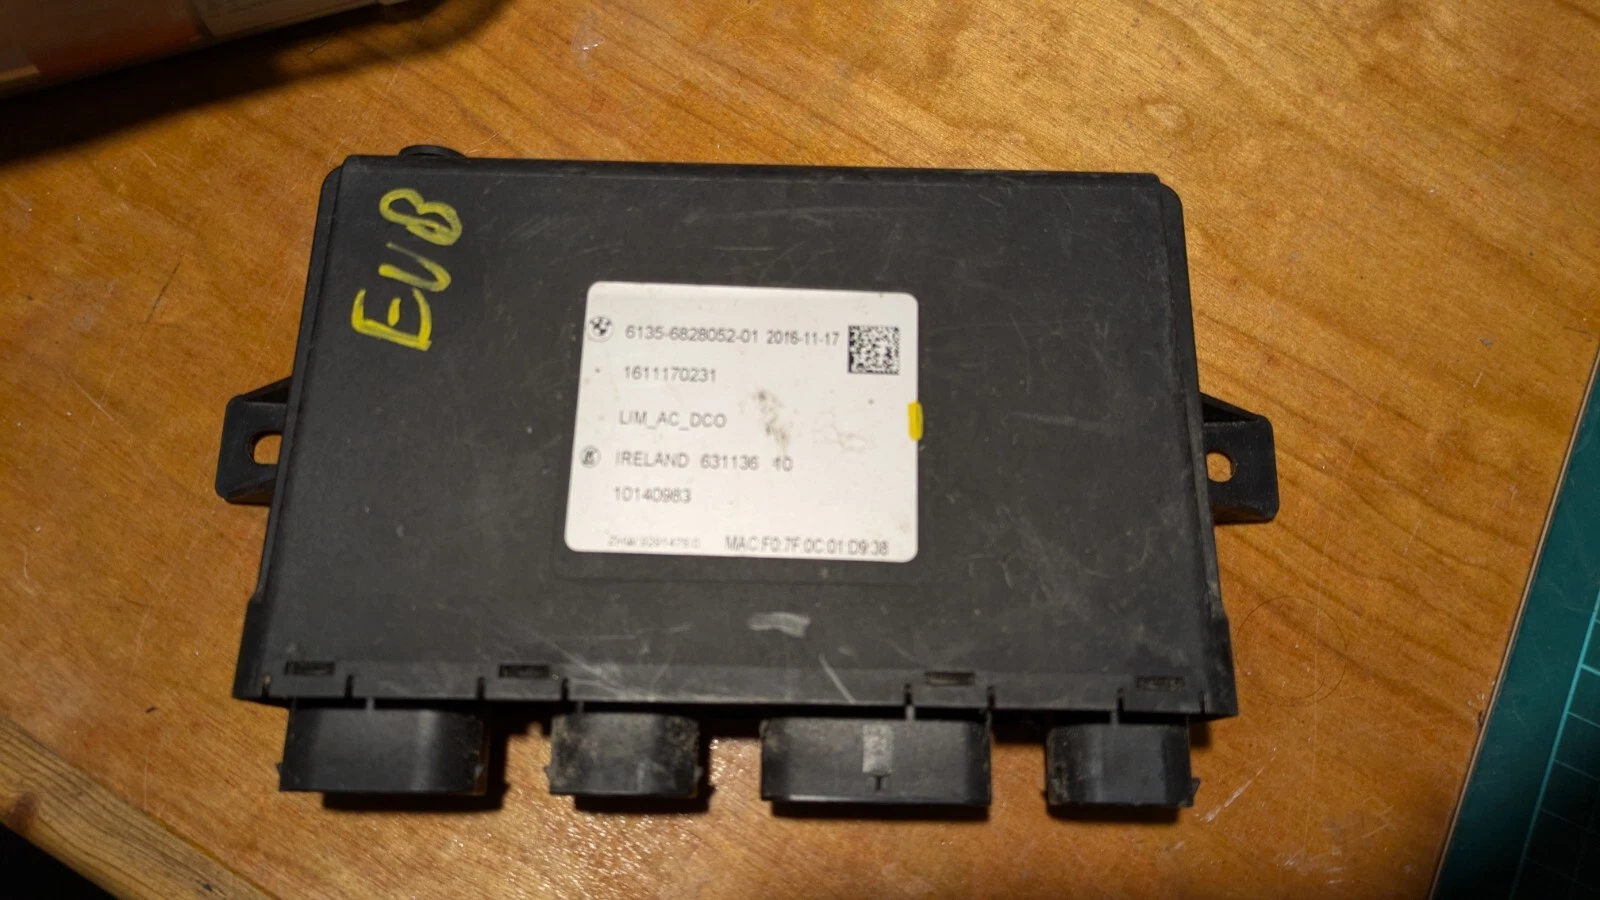 EV8
6135-6828052-01 2016-11-17
1611170231
LIM_AC_DCO
IRELAND 631136 10
10140983
MAC:F0:7F:0C:01:D9:38